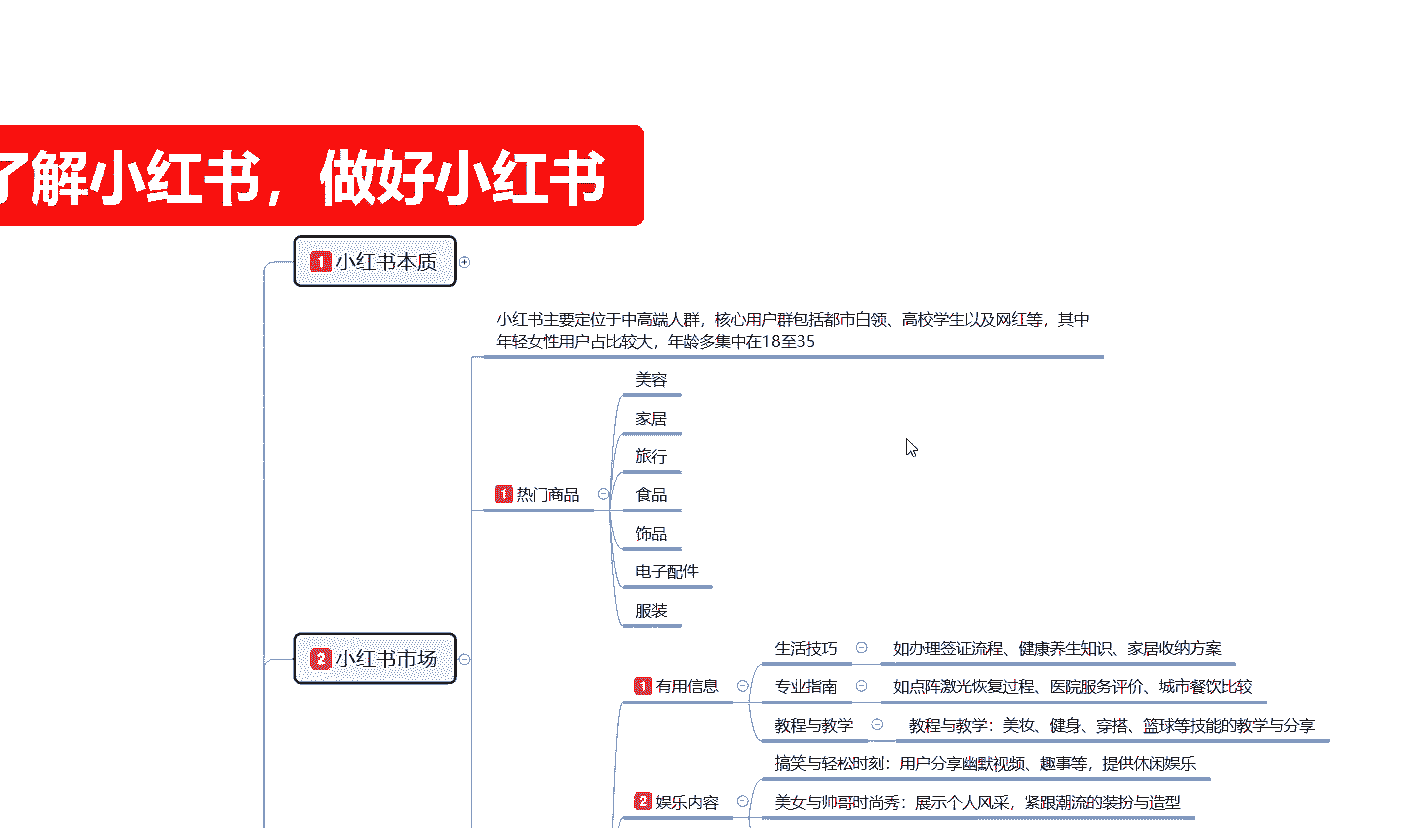 了解小红书，做好小红书
1 小红书本质
小红书主要定位于中高端人群，核心用户群包括都市白领、高校学生以及网红等，其中
年轻女性用户占比较大，年龄多集中在18至35
美容
家居
旅行
1 热门商品
食品
饰品
电子配件
服装
2 小红书市场
1 有用信息
生活技巧
如办理签证流程、健康养生知识、家居收纳方案
专业指南
如点阵激光恢复过程、医院服务评价、城市餐饮比较
教程与教学
教程与教学：美妆、健身、穿搭、篮球等技能的教学与分享
2 娱乐内容
搞笑与轻松时刻：用户分享幽默视频、趣事等，提供休闲娱乐
美女与帅哥时尚秀：展示个人风采，紧跟潮流的装扮与造型